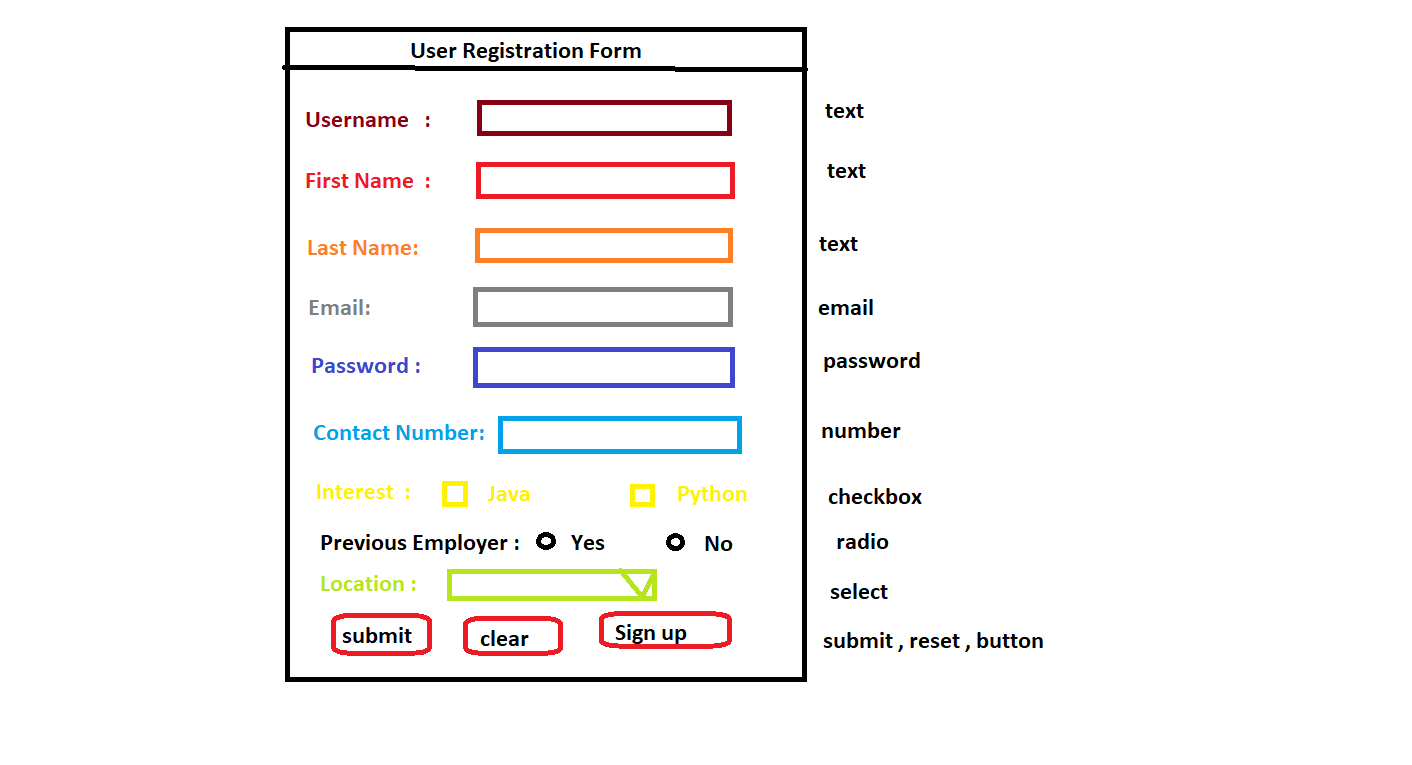 User Registration Form
Username : text
First Name : text
Last Name: text
Email: email
Password : password
Contact Number: number
Interest : Java Python checkbox
Previous Employer : Yes No radio
Location : select
submit clear Sign up submit , reset , button